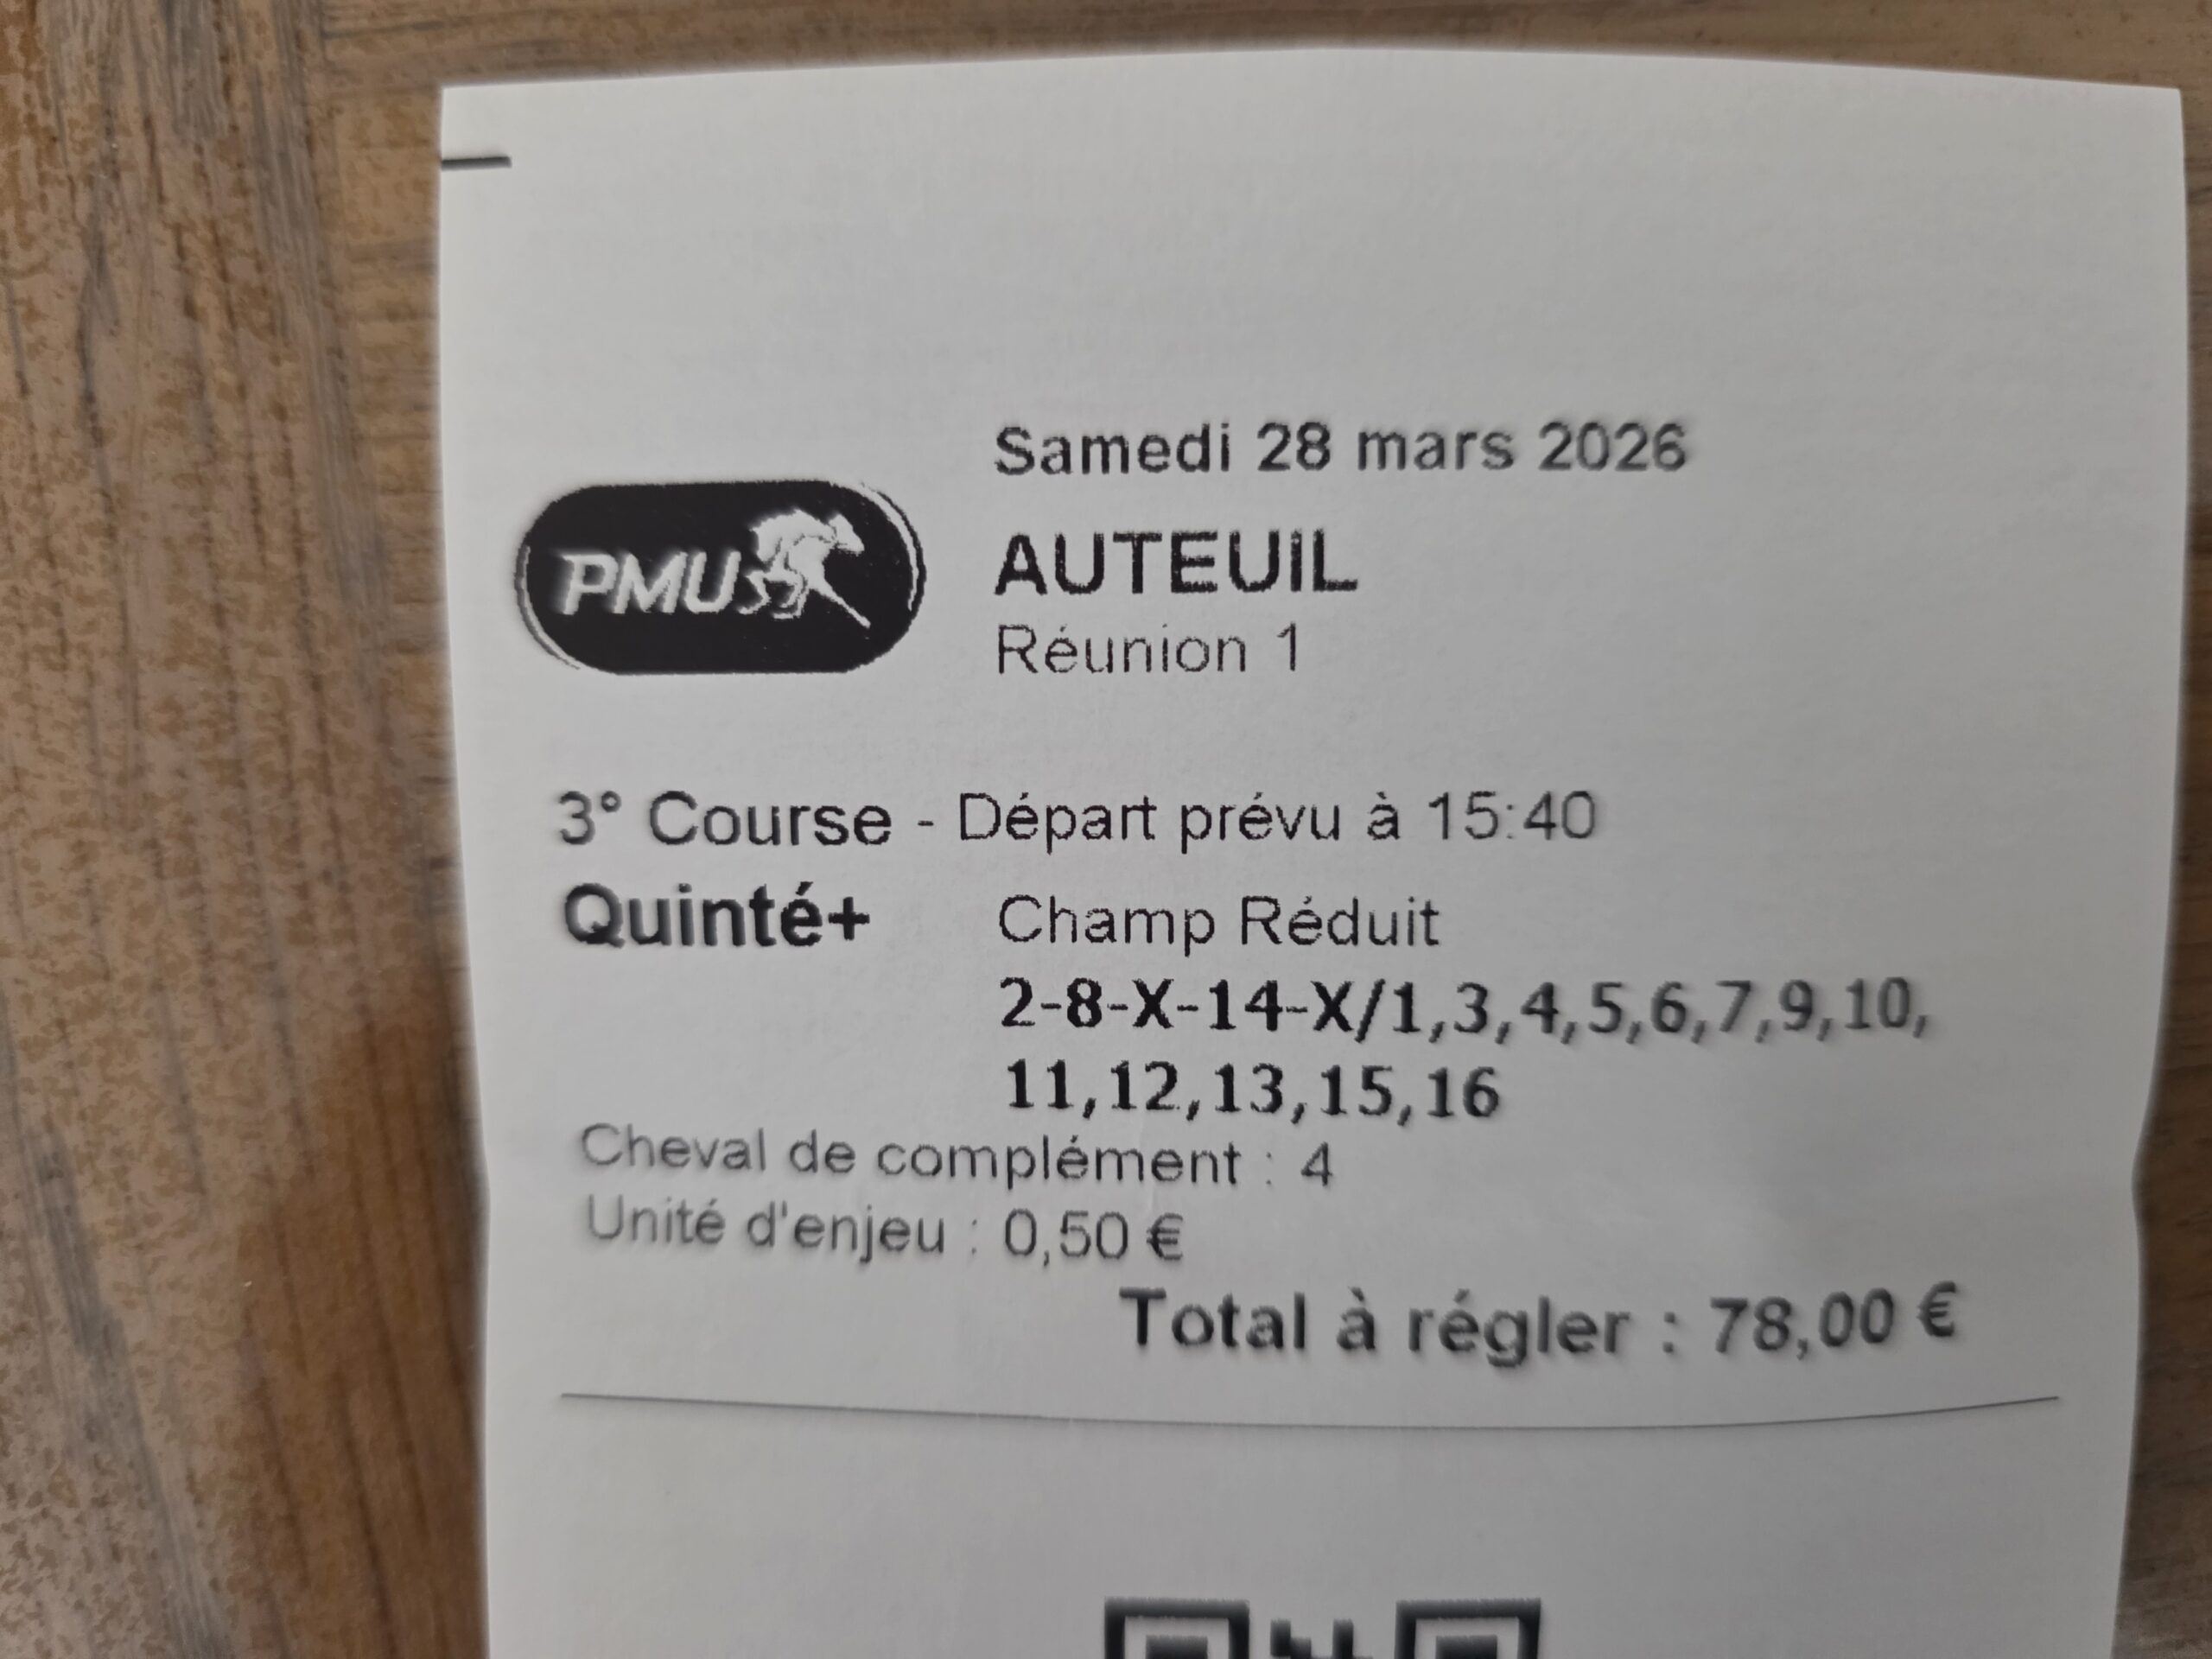 Samedi 28 mars 2026
PMU
AUTEUIL
Réunion 1
3° Course - Départ prévu à 15:40
Quinté+ Champ Réduit
2-8-X-14-X/1,3,4,5,6,7,9,10,
11,12,13,15,16
Cheval de complément : 4
Unité d'enjeu : 0,50 €
Total à régler : 78,00 €